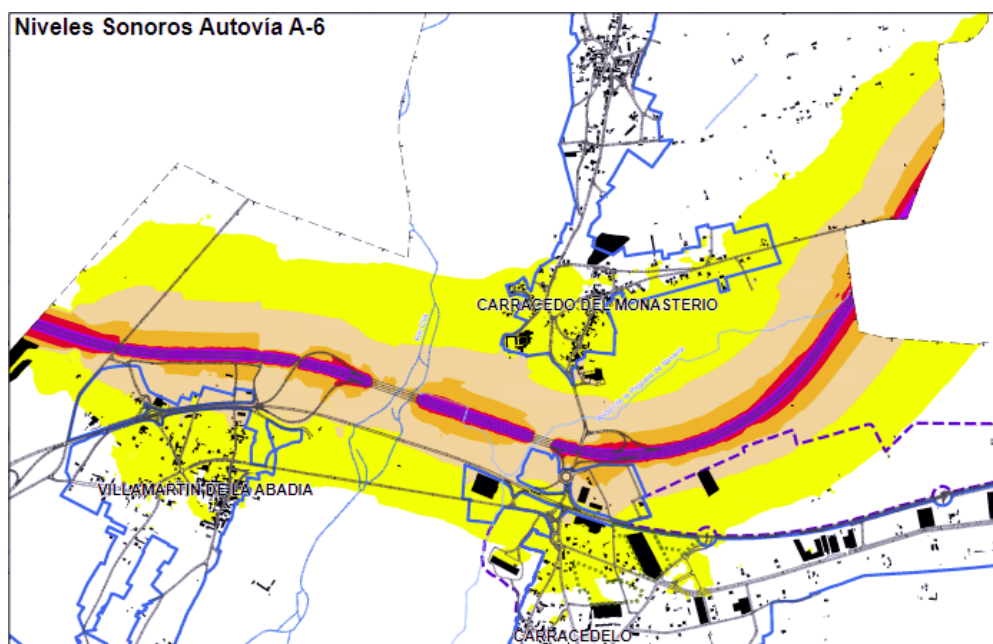 Niveles Sonoros Autovía A-6
CARRACEDO DEL MONASTERIO
VILLAMARTIN DE LA ABADIA
CARRACEDELO